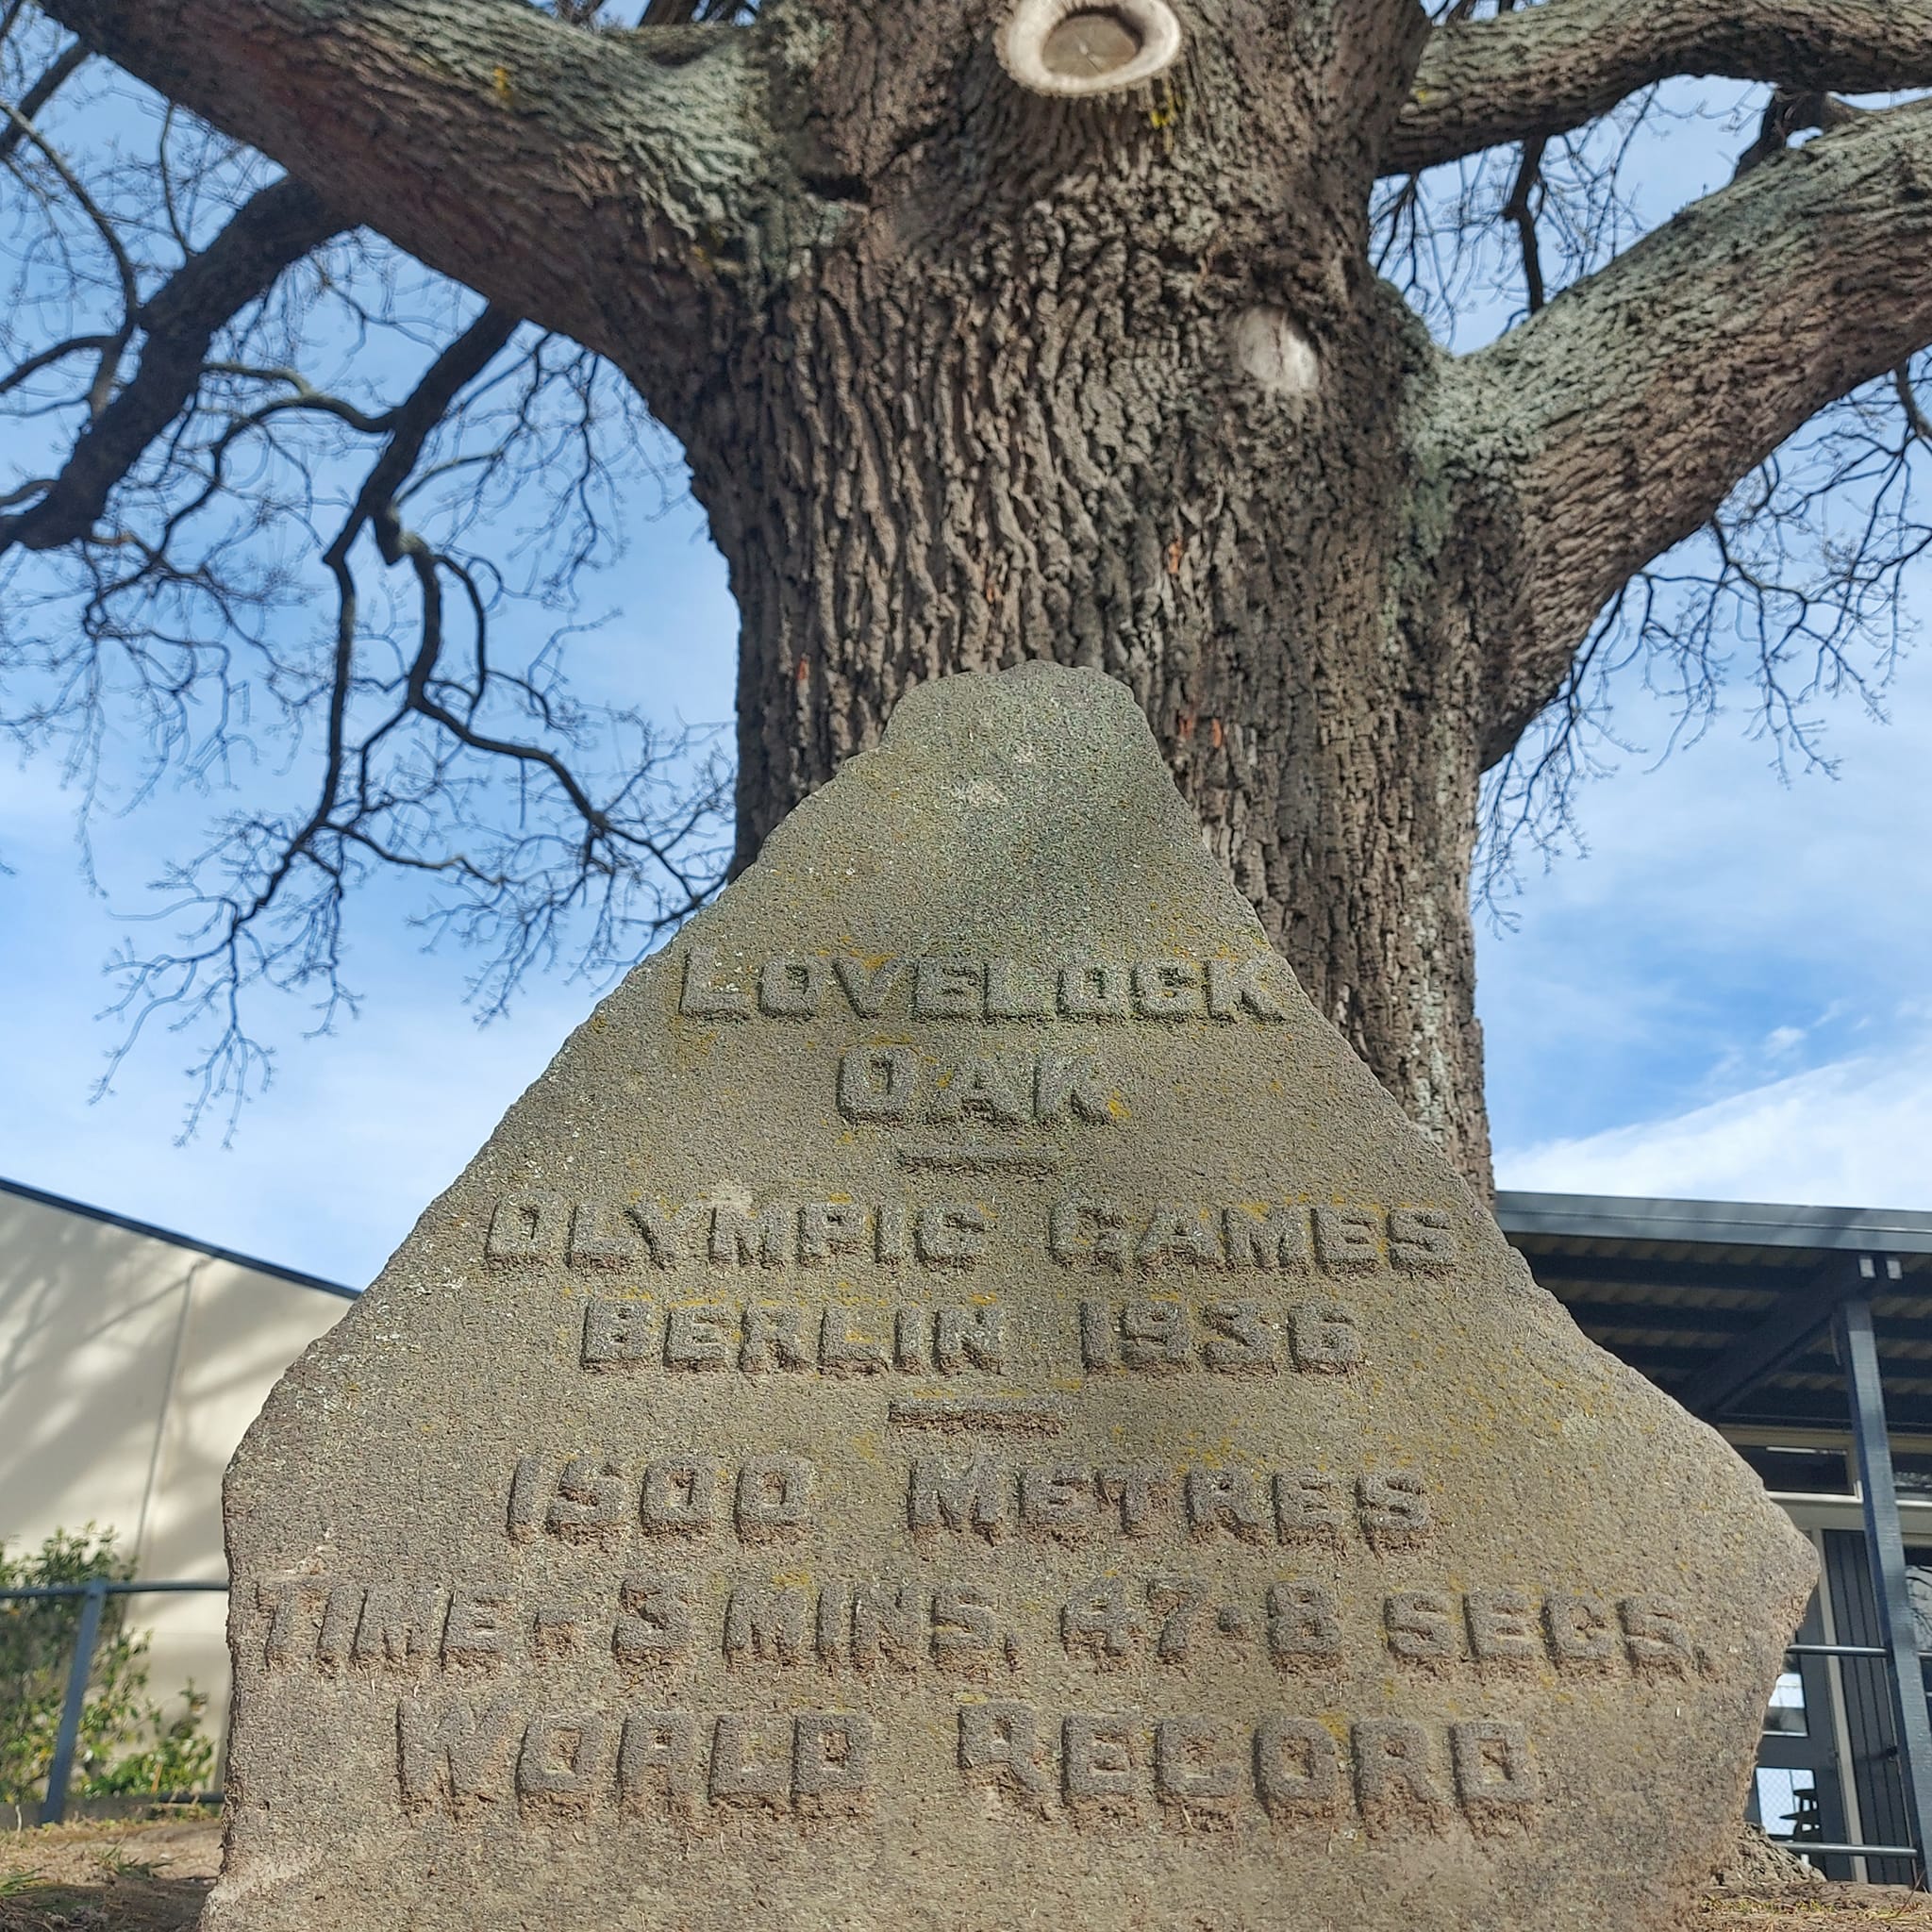 LOVELOCK
OAK
OLYMPIC GAMES
BERLIN 1936
1500 METRES
TIME - 3 MINS. 47·8 SECS.
WORLD RECORD